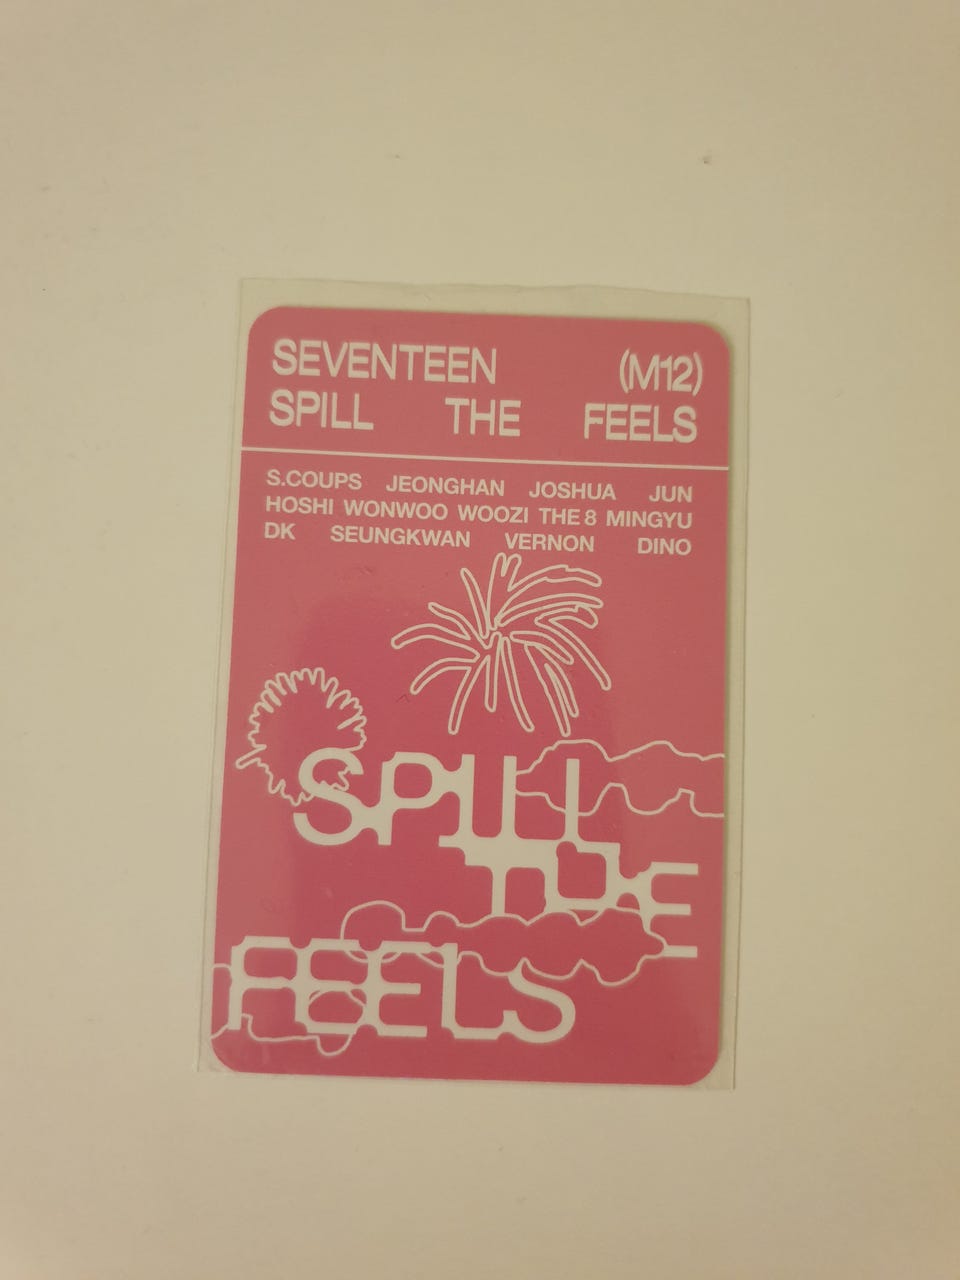 SEVENTEEN (M12)
SPILL THE FEELS
S.COUPS JEONGHAN JOSHUA JUN
HOSHI WONWOO WOOZI THE 8 MINGYU
DK SEUNGKWAN VERNON DINO
SPILL
THE
FEELS